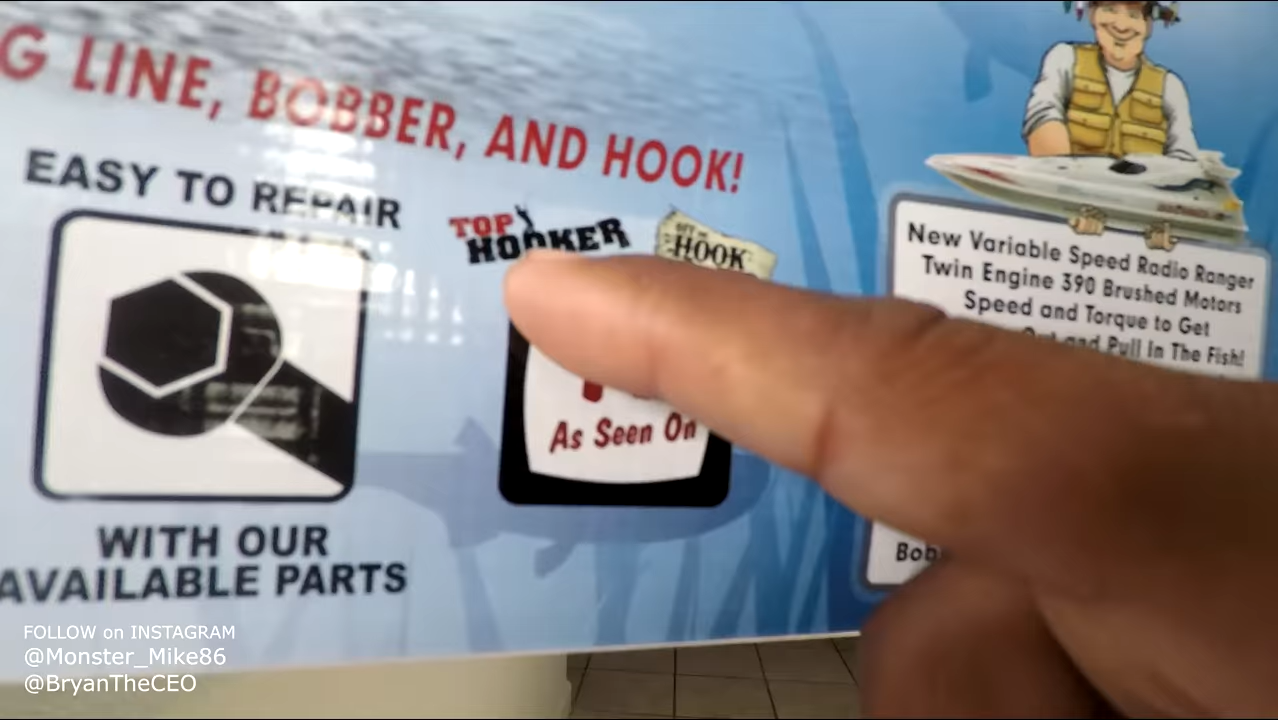 G LINE, BOBBER, AND HOOK!
EASY TO REPAIR
WITH OUR
AVAILABLE PARTS
TOP
HOOKER
HOOK
As Seen On
New Variable Speed Radio Ranger
Twin Engine 390 Brushed Motors
Speed and Torque to Get
Out and Pull In The Fish!
Bob
FOLLOW on INSTAGRAM
@Monster_Mike86
@BryanTheCEO